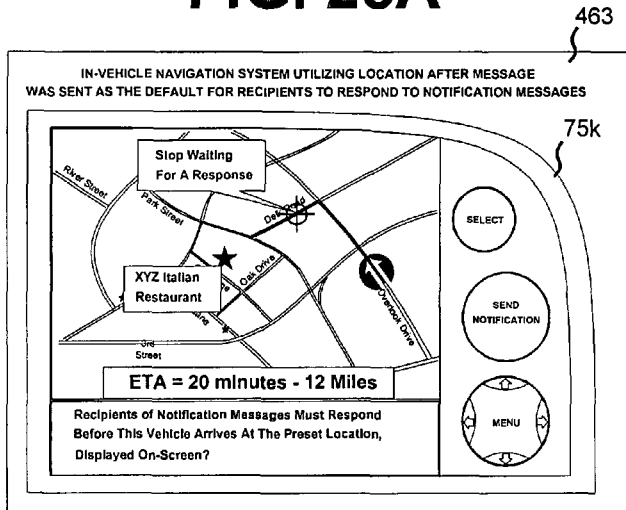 FIG. 28A
463
IN-VEHICLE NAVIGATION SYSTEM UTILIZING LOCATION AFTER MESSAGE
WAS SENT AS THE DEFAULT FOR RECIPIENTS TO RESPOND TO NOTIFICATION MESSAGES
75k
Stop Waiting
For A Response
River Street
Park Street
SELECT
XYZ Italian
Restaurant
Oak Drive
Overlook Drive
SEND
NOTIFICATION
3rd
Street
ETA = 20 minutes - 12 Miles
MENU
Recipients of Notification Messages Must Respond
Before This Vehicle Arrives At The Preset Location,
Displayed On-Screen?